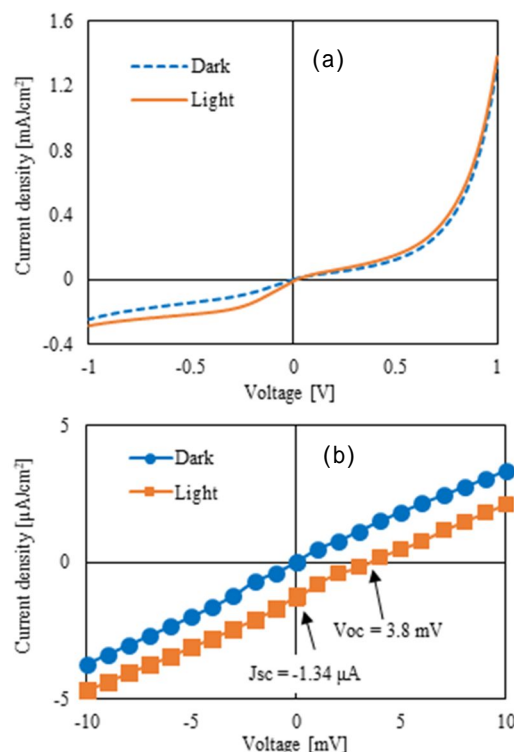 1.6
(a)
Dark
1.2
Light
0.8
0.4
0
-0.4
-1
-0.5
0
0.5
1
Current density [mA/cm²]
Voltage [V]
5
(b)
Dark
Light
0
Voc = 3.8 mV
Jsc = -1.34 μA
-5
-10
-5
0
5
10
Current density [μA/cm²]
Voltage [mV]